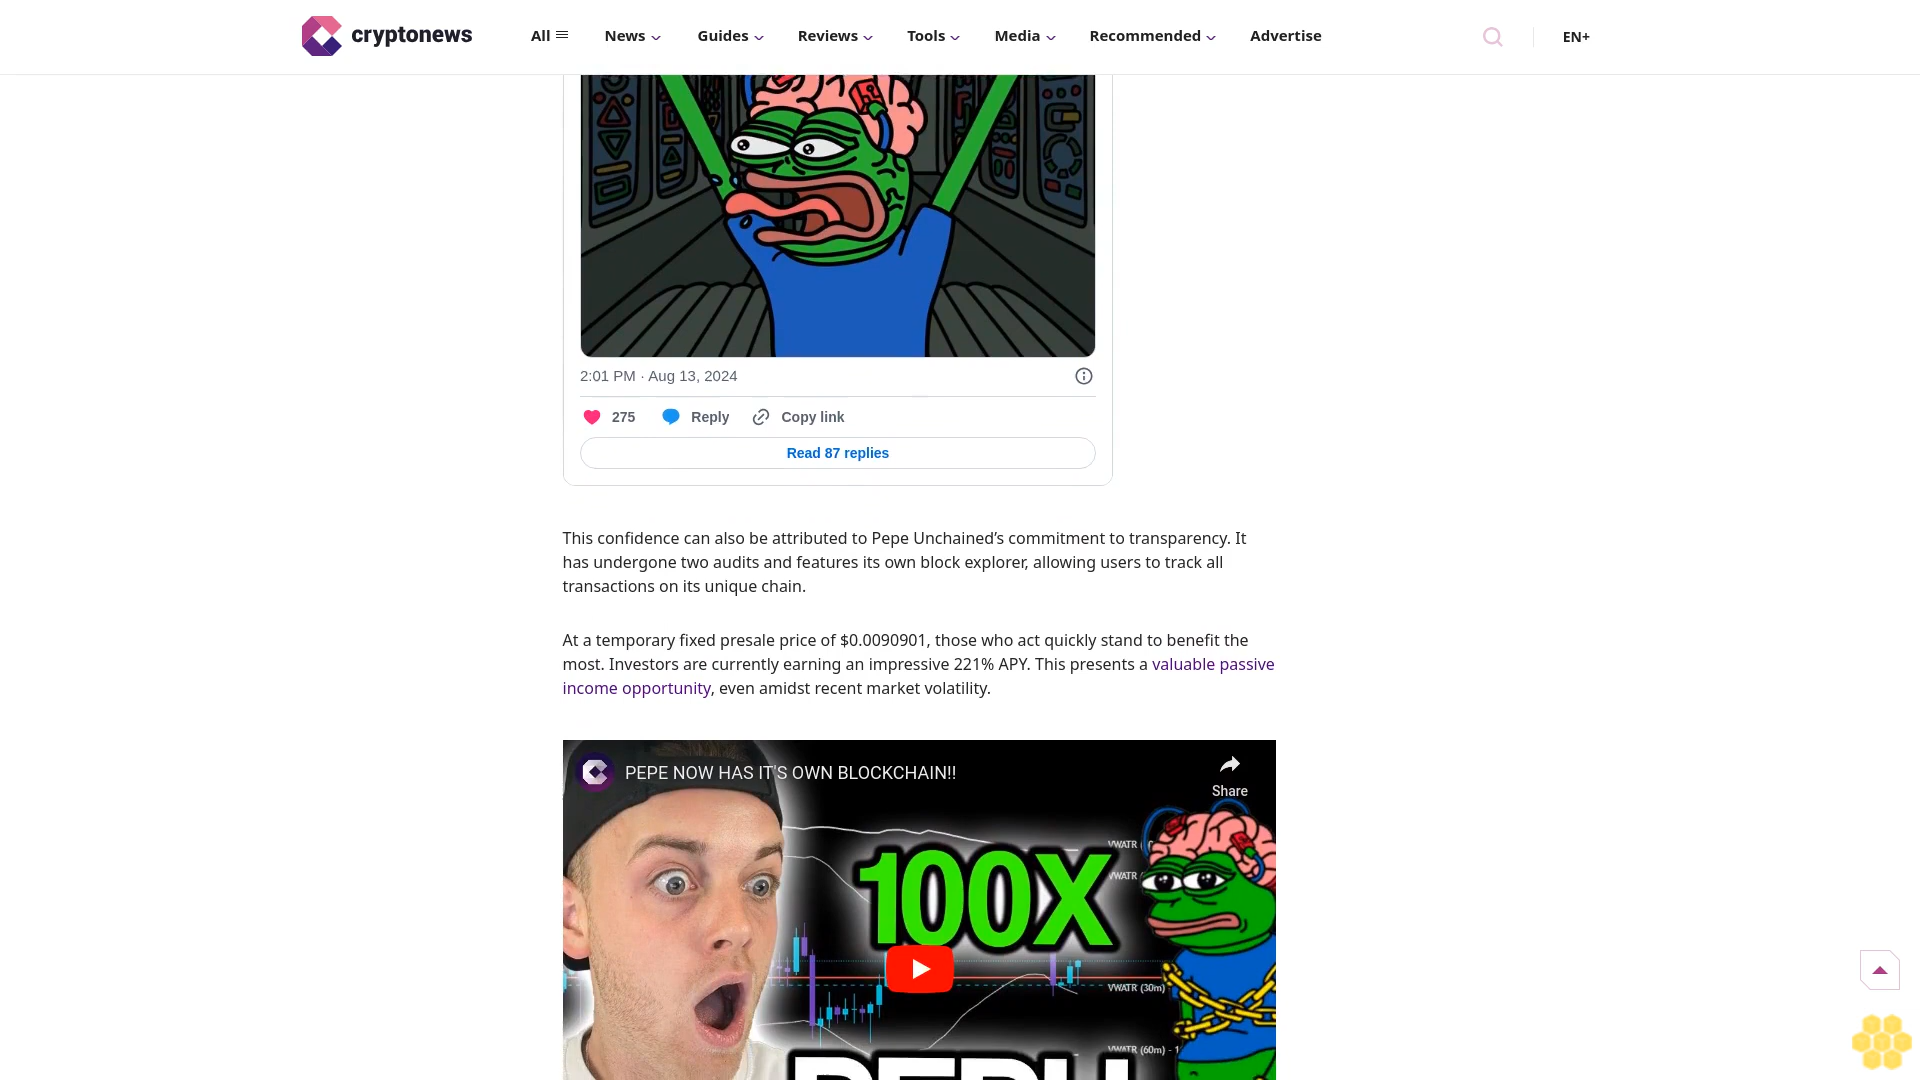 cryptonews
All
News
Guides
Reviews
Tools
Media
Recommended
Advertise
EN+
2:01 PM · Aug 13, 2024
275
Reply
Copy link
Read 87 replies
This confidence can also be attributed to Pepe Unchained’s commitment to transparency. It
has undergone two audits and features its own block explorer, allowing users to track all
transactions on its unique chain.
At a temporary fixed presale price of $0.0090901, those who act quickly stand to benefit the
most. Investors are currently earning an impressive 221% APY. This presents a valuable passive
income opportunity, even amidst recent market volatility.
PEPE NOW HAS IT'S OWN BLOCKCHAIN!!
Share
VWATR
100X
VWATR
VWATR (30m)
VWATR (60m) - 1